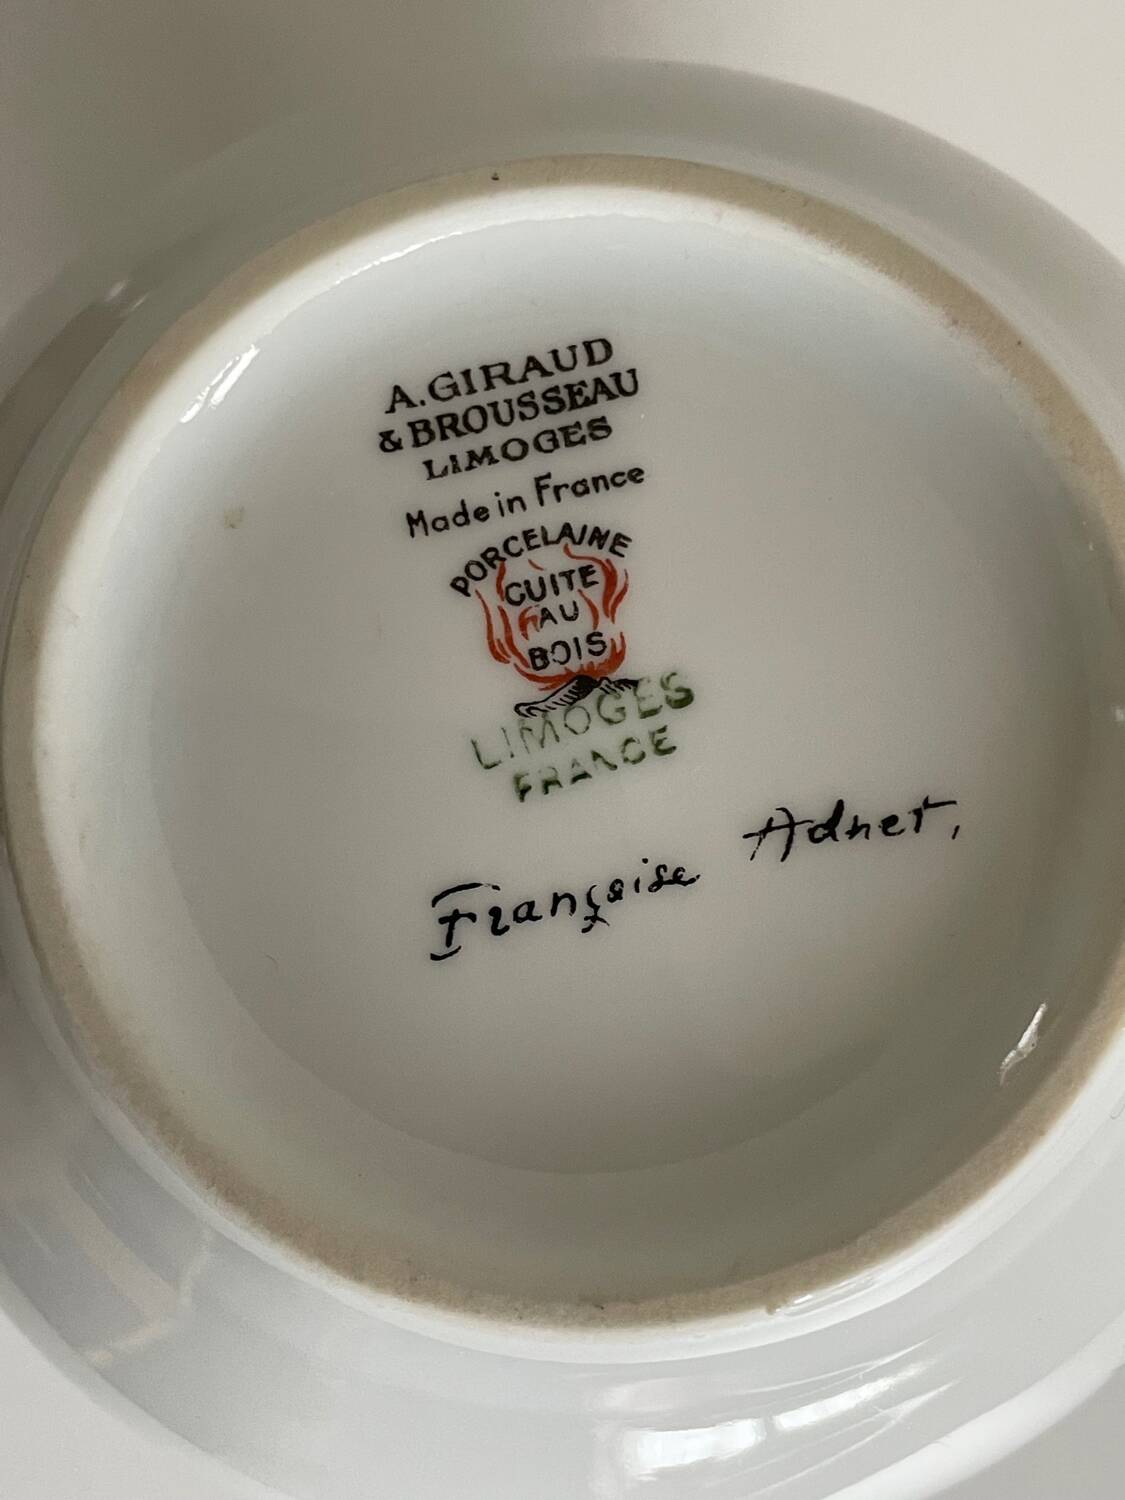 A. GIRAUD
& BROUSSEAU
LIMOGES
Made in France
PORCELAINE
CUITE
AU
BOIS
LIMOGES
FRANCE
Françoise Adnet,